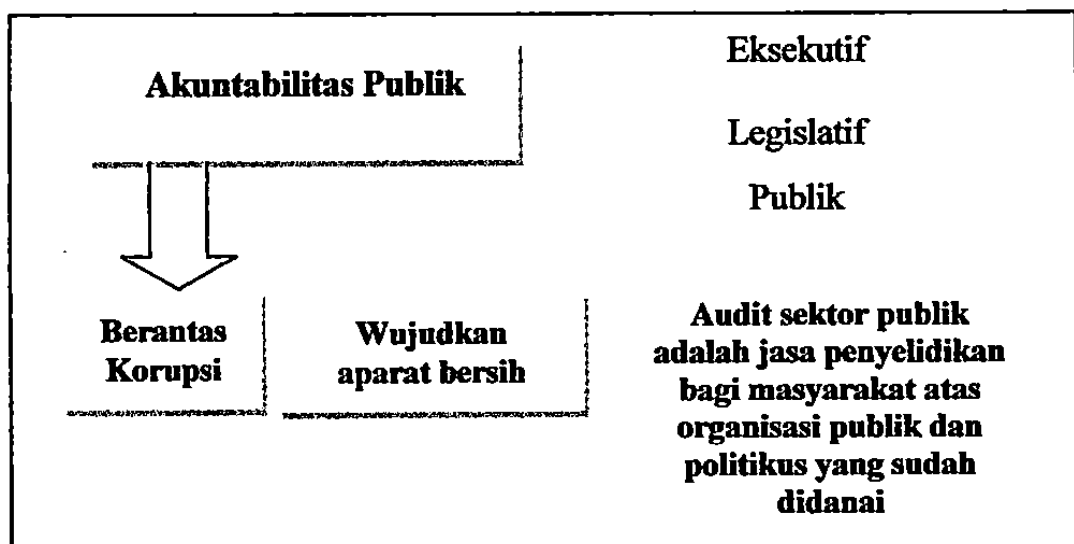 Akuntabilitas Publik
Eksekutif
Legislatif
Publik
Berantas
Korupsi
Wujudkan
aparat bersih
Audit sektor publik
adalah jasa penyelidikan
bagi masyarakat atas
organisasi publik dan
politikus yang sudah
didanai